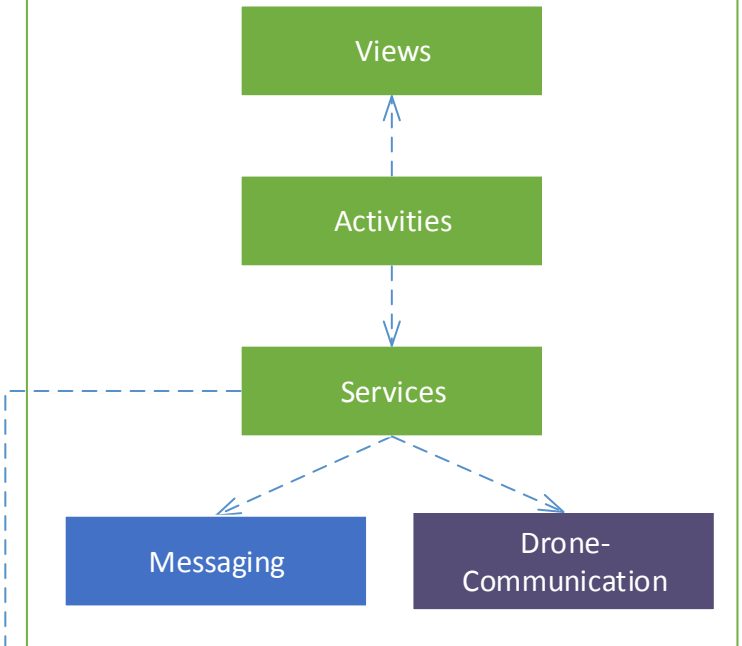 Views
Activities
Services
Messaging
Drone-
Communication